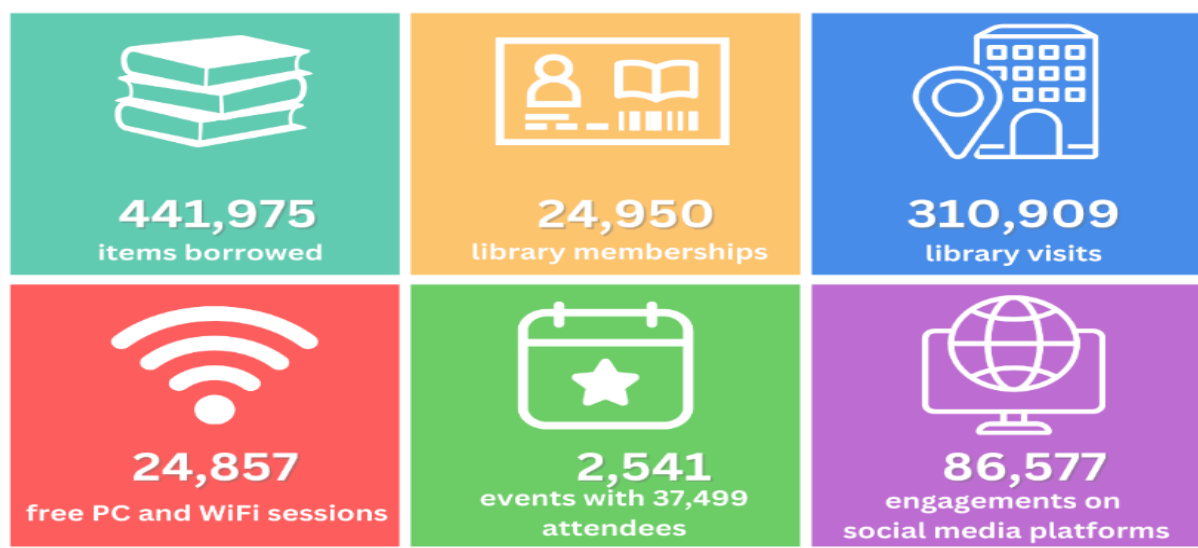 441,975
items borrowed
24,950
library memberships
310,909
library visits
24,857
free PC and WiFi sessions
2,541
events with 37,499
attendees
86,577
engagements on
social media platforms